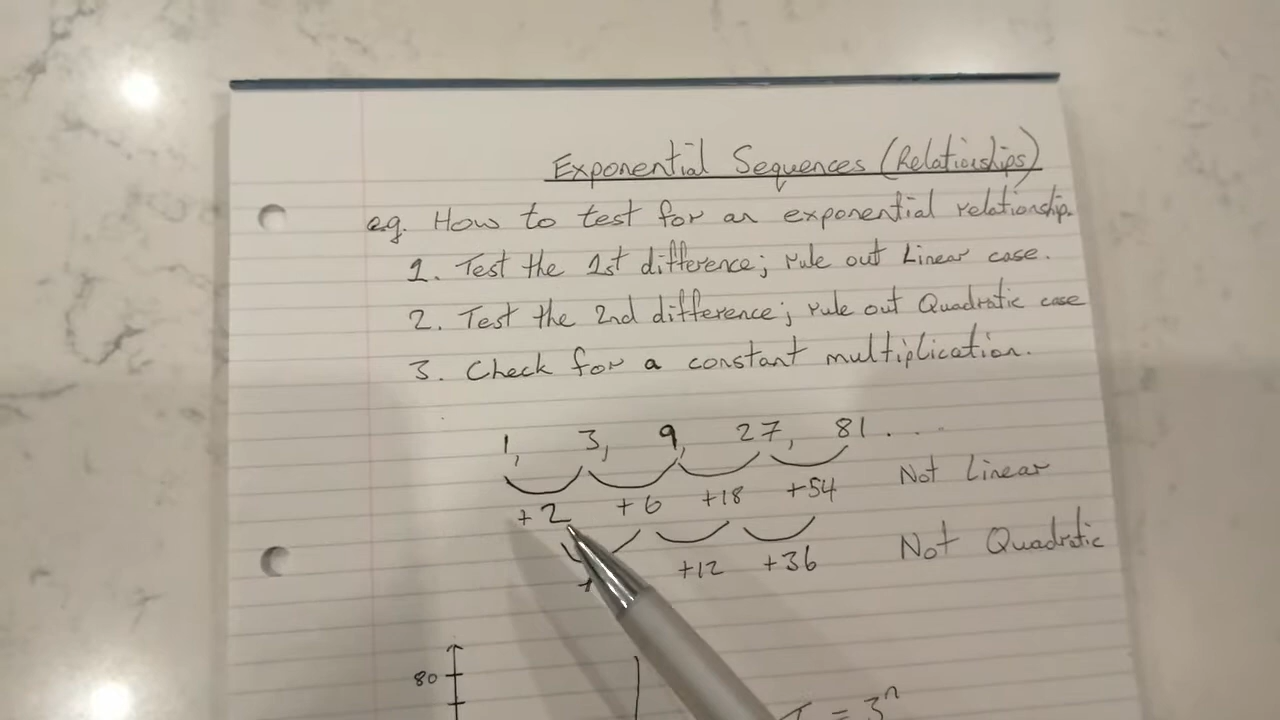 Exponential Sequences (Relationships)
e.g. How to test for an exponential relationship.
1. Test the 1st difference; rule out Linear case.
2. Test the 2nd difference; rule out Quadratic case
3. Check for a constant multiplication.
1, 3, 9, 27, 81 . . . .
+2 +6 +18 +54 Not Linear
+12 +36 Not Quadratic
80
= 3ⁿ